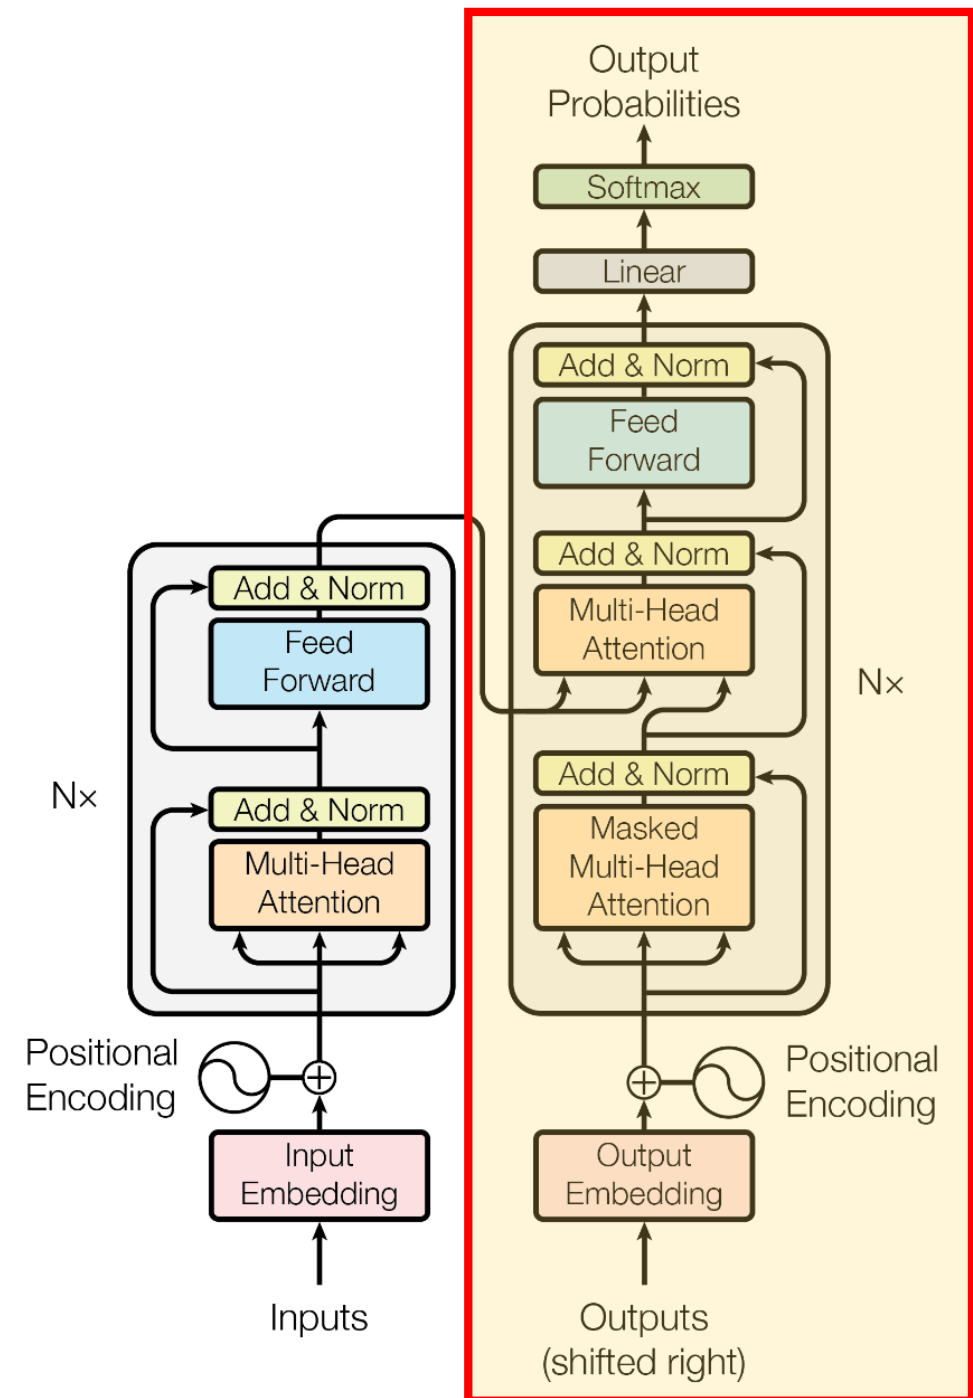 Output
Probabilities
Softmax
Linear
Add & Norm
Feed
Forward
Add & Norm
Multi-Head
Attention
Nx
Add & Norm
Masked
Multi-Head
Attention
Positional
Encoding
Output
Embedding
Outputs
(shifted right)
Add & Norm
Feed
Forward
Nx
Add & Norm
Multi-Head
Attention
Positional
Encoding
Input
Embedding
Inputs